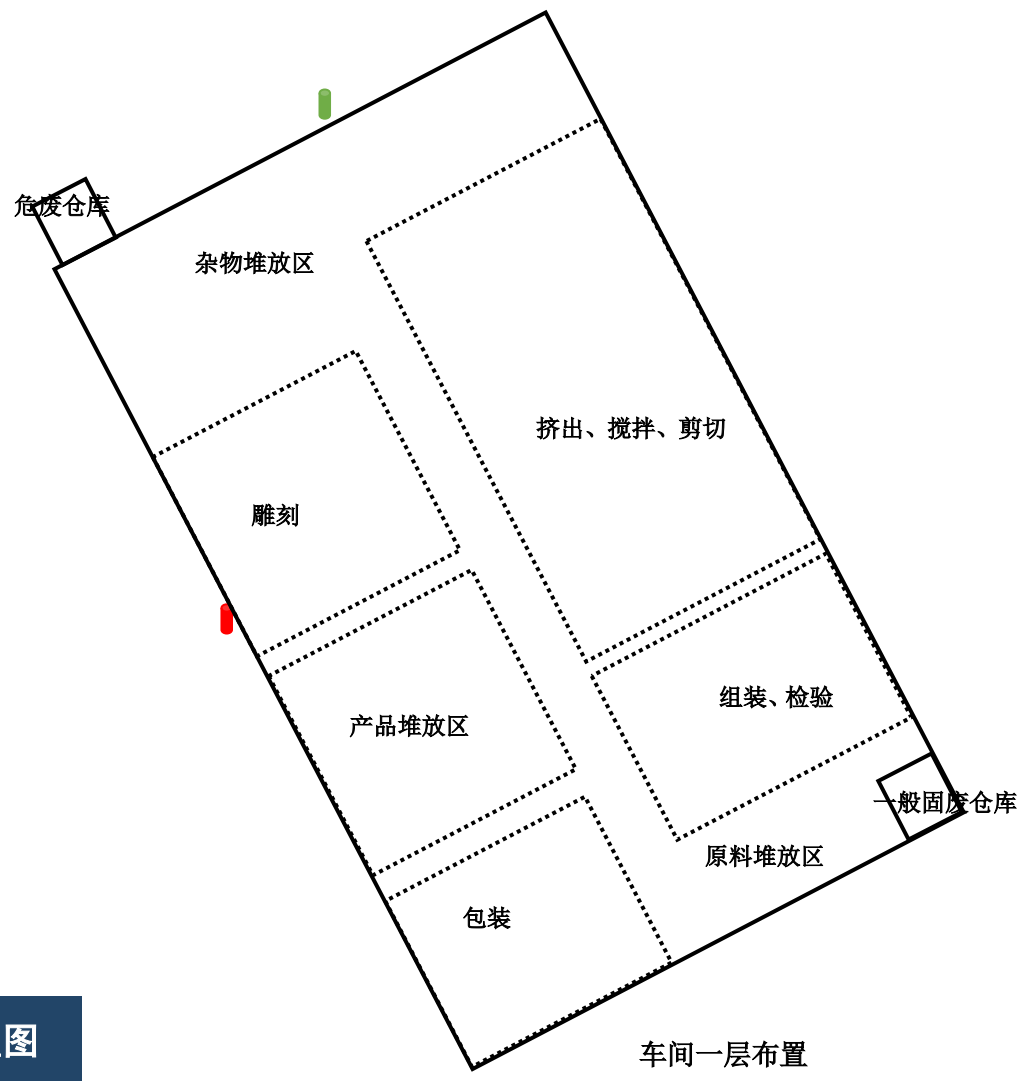 危废仓库
杂物堆放区
挤出、搅拌、剪切
雕刻
组装、检验
产品堆放区
一般固废仓库
原料堆放区
包装
图
车间一层布置